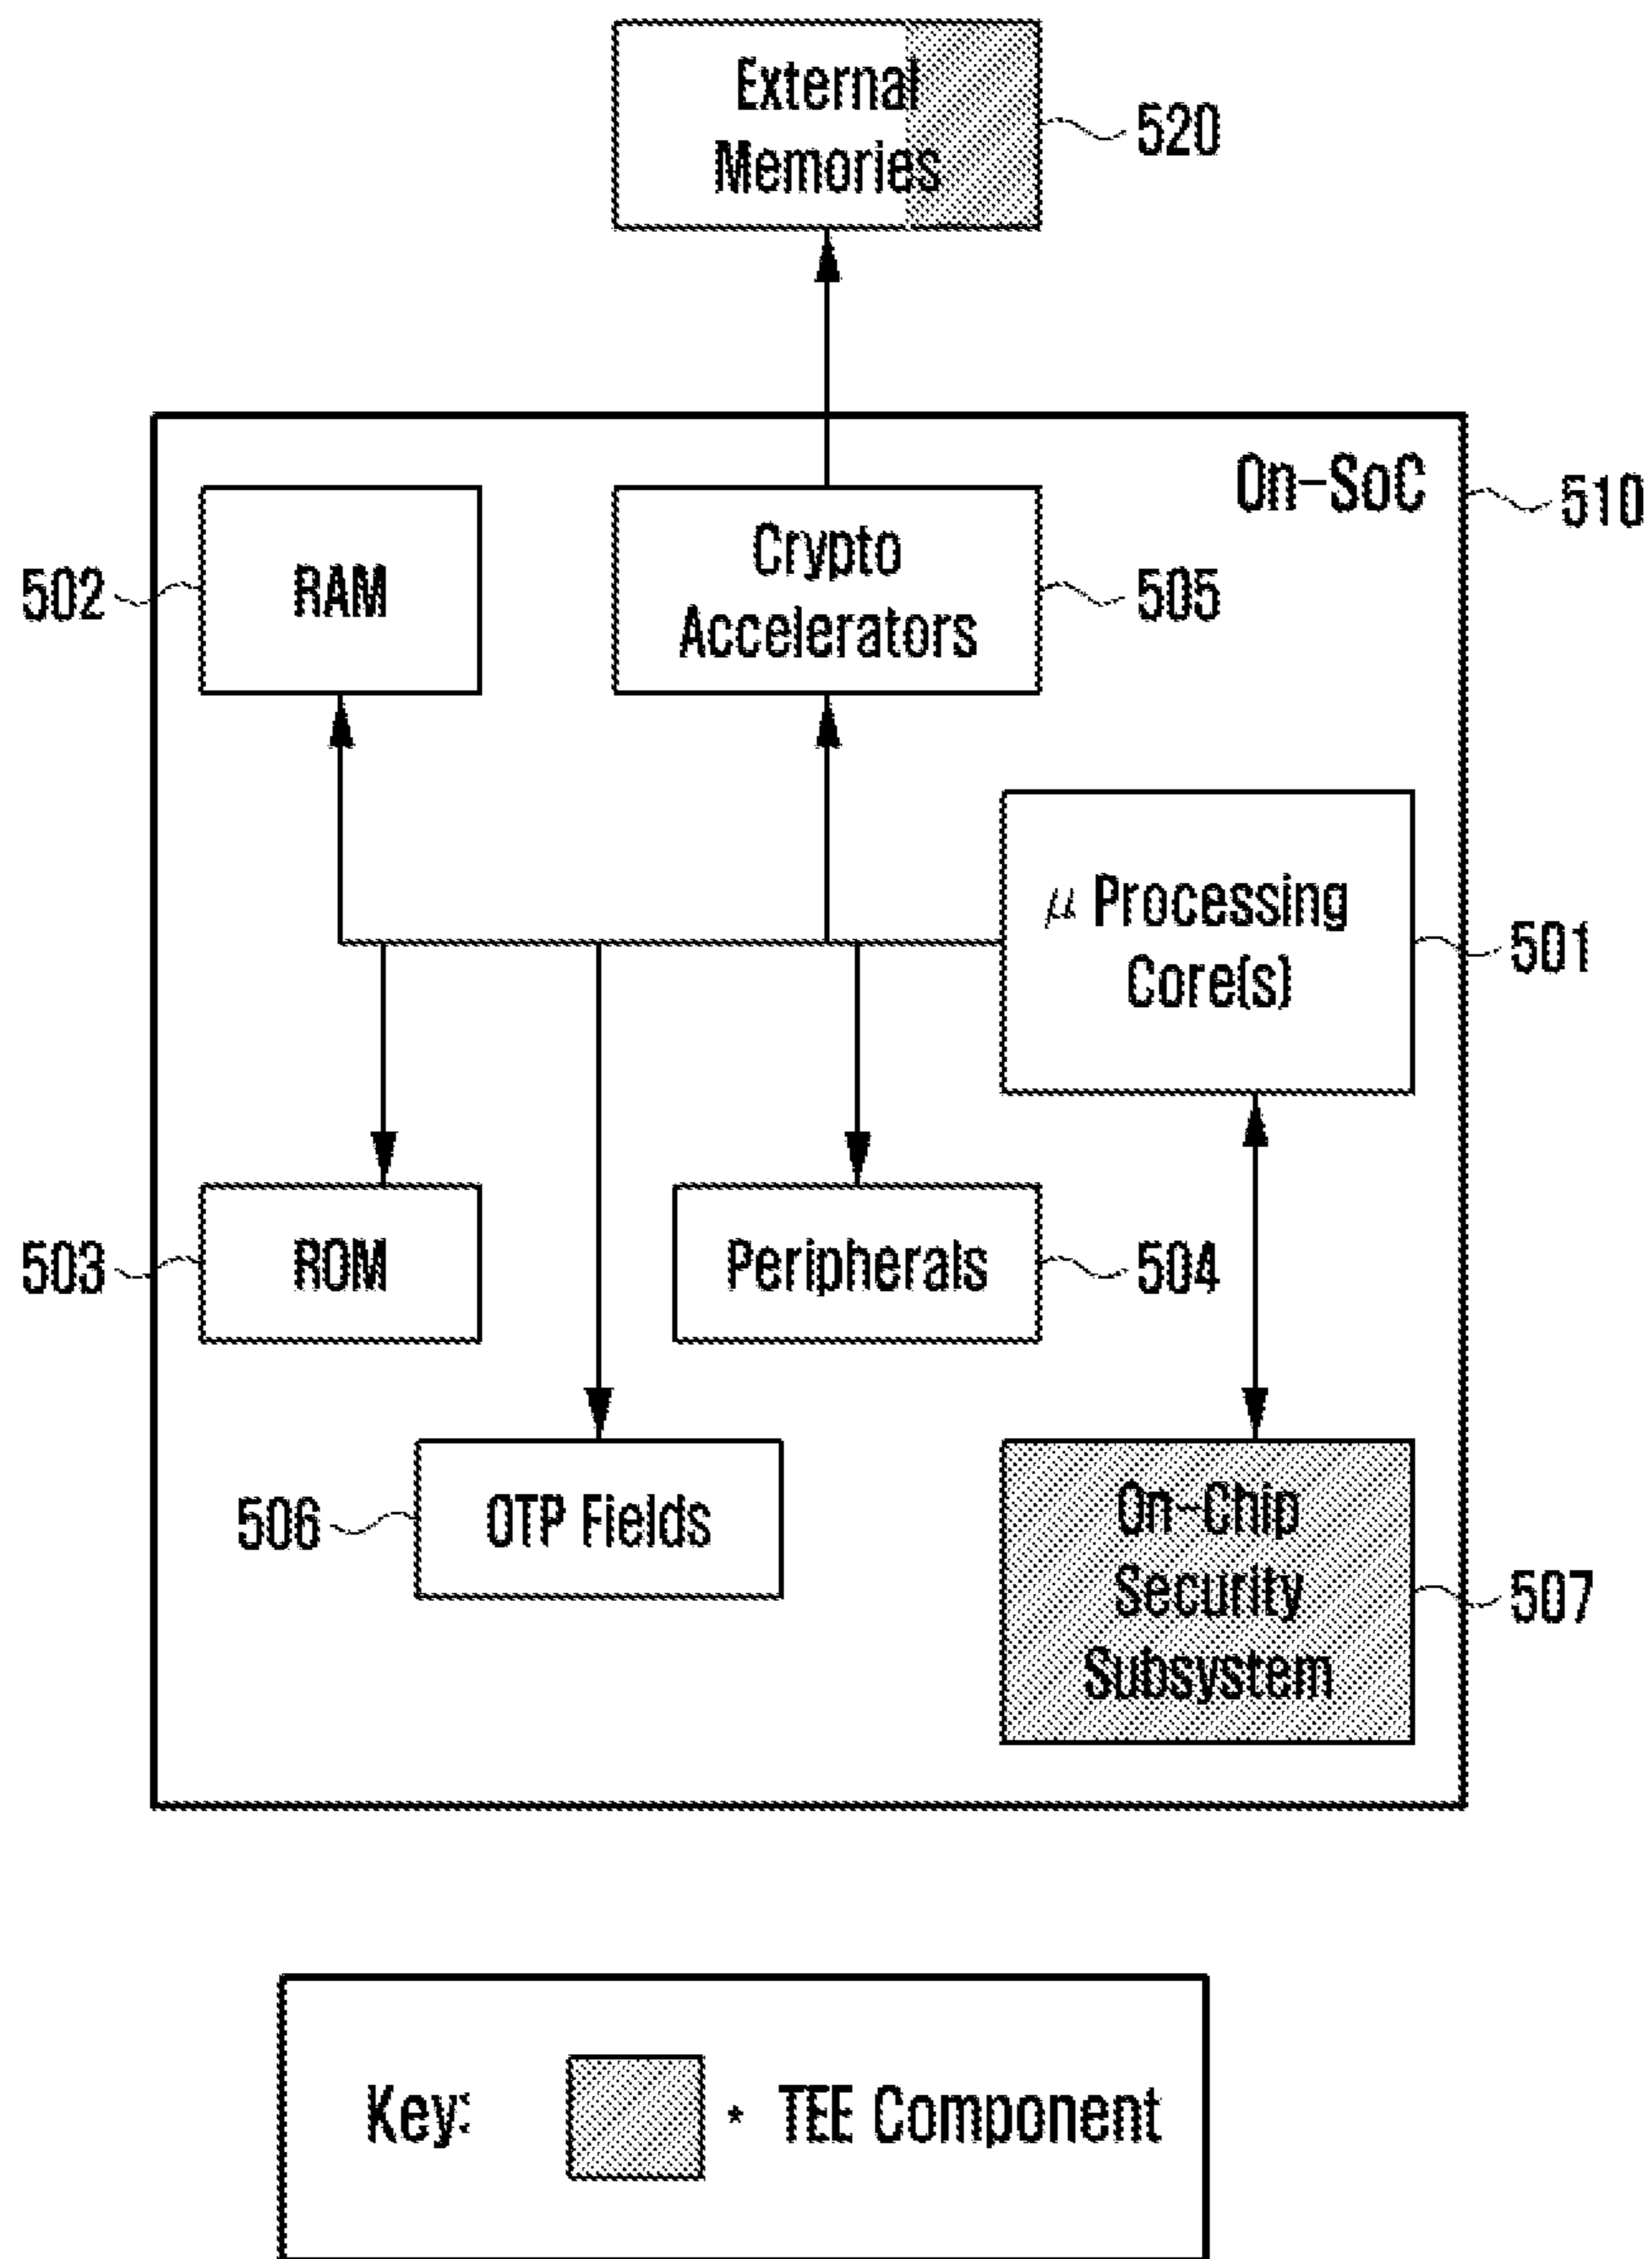 External
Memories
520
On-SoC
510
502
RAM
Crypto
Accelerators
505
μ Processing
Core(s)
501
503
ROM
Peripherals
504
506
OTP Fields
On-Chip
Security
Subsystem
507
Key:
* TEE Component